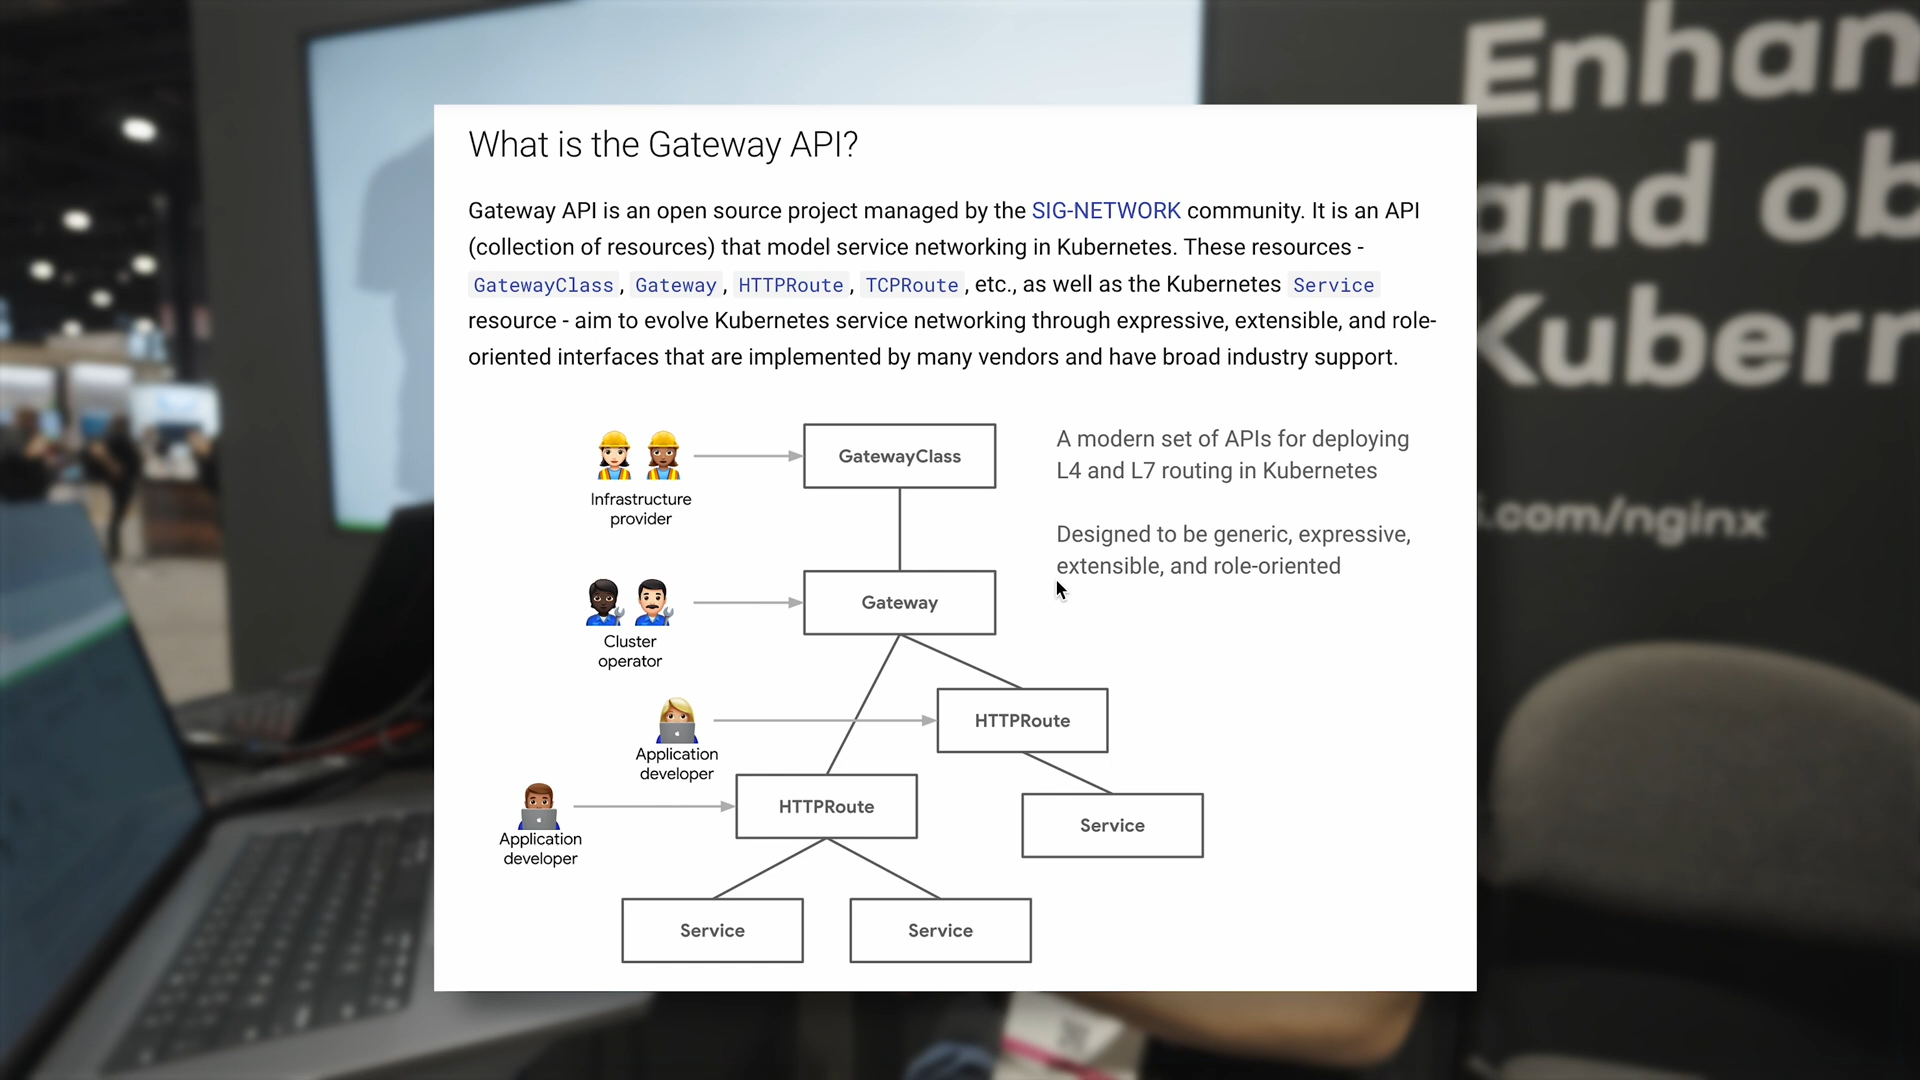 What is the Gateway API?
Gateway API is an open source project managed by the SIG-NETWORK community. It is an API
(collection of resources) that model service networking in Kubernetes. These resources -
GatewayClass, Gateway, HTTPRoute, TCPRoute, etc., as well as the Kubernetes Service
resource - aim to evolve Kubernetes service networking through expressive, extensible, and role-
oriented interfaces that are implemented by many vendors and have broad industry support.
Infrastructure
provider
GatewayClass
A modern set of APIs for deploying
L4 and L7 routing in Kubernetes
Designed to be generic, expressive,
extensible, and role-oriented
Cluster
operator
Gateway
Application
developer
HTTPRoute
Application
developer
HTTPRoute
Service
Service
Service
Enhan
and ob
Kubern
.com/nginx